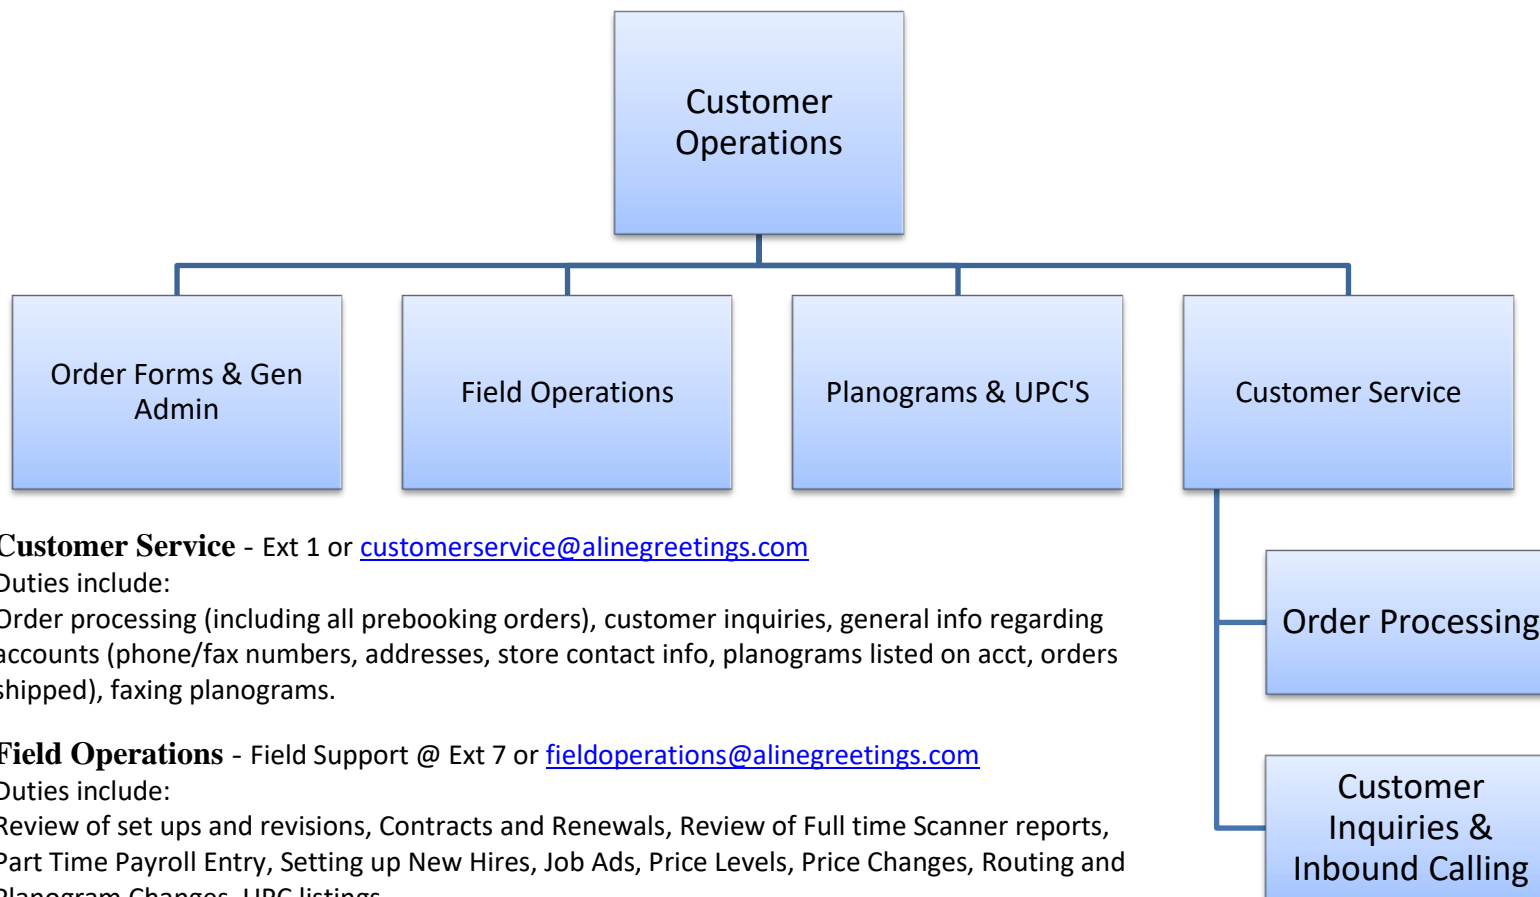 Customer
Operations
Order Forms & Gen
Admin
Field Operations
Planograms & UPC'S
Customer Service
Customer Service - Ext 1 or customerservice@alinegreetings.com
Duties include:
Order processing (including all prebooking orders), customer inquiries, general info regarding
accounts (phone/fax numbers, addresses, store contact info, planograms listed on acct, orders
shipped), faxing planograms.
Order Processing
Field Operations - Field Support @ Ext 7 or fieldoperations@alinegreetings.com
Duties include:
Review of set ups and revisions, Contracts and Renewals, Review of Full time Scanner reports,
Part Time Payroll Entry, Setting up New Hires, Job Ads, Price Levels, Price Changes, Routing and
Planogram Changes, UPC listings
Customer
Inquiries &
Inbound Calling